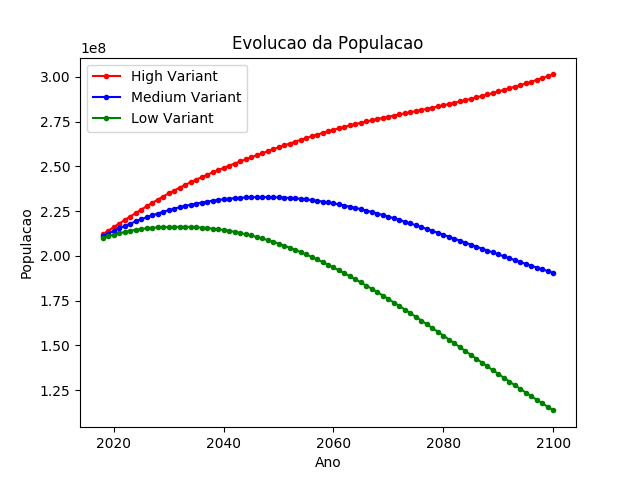 Evolucao da Populacao
1e8
3.00
2.75
2.50
2.25
2.00
1.75
1.50
1.25
Populacao
High Variant
Medium Variant
Low Variant
2020 2040 2060 2080 2100
Ano